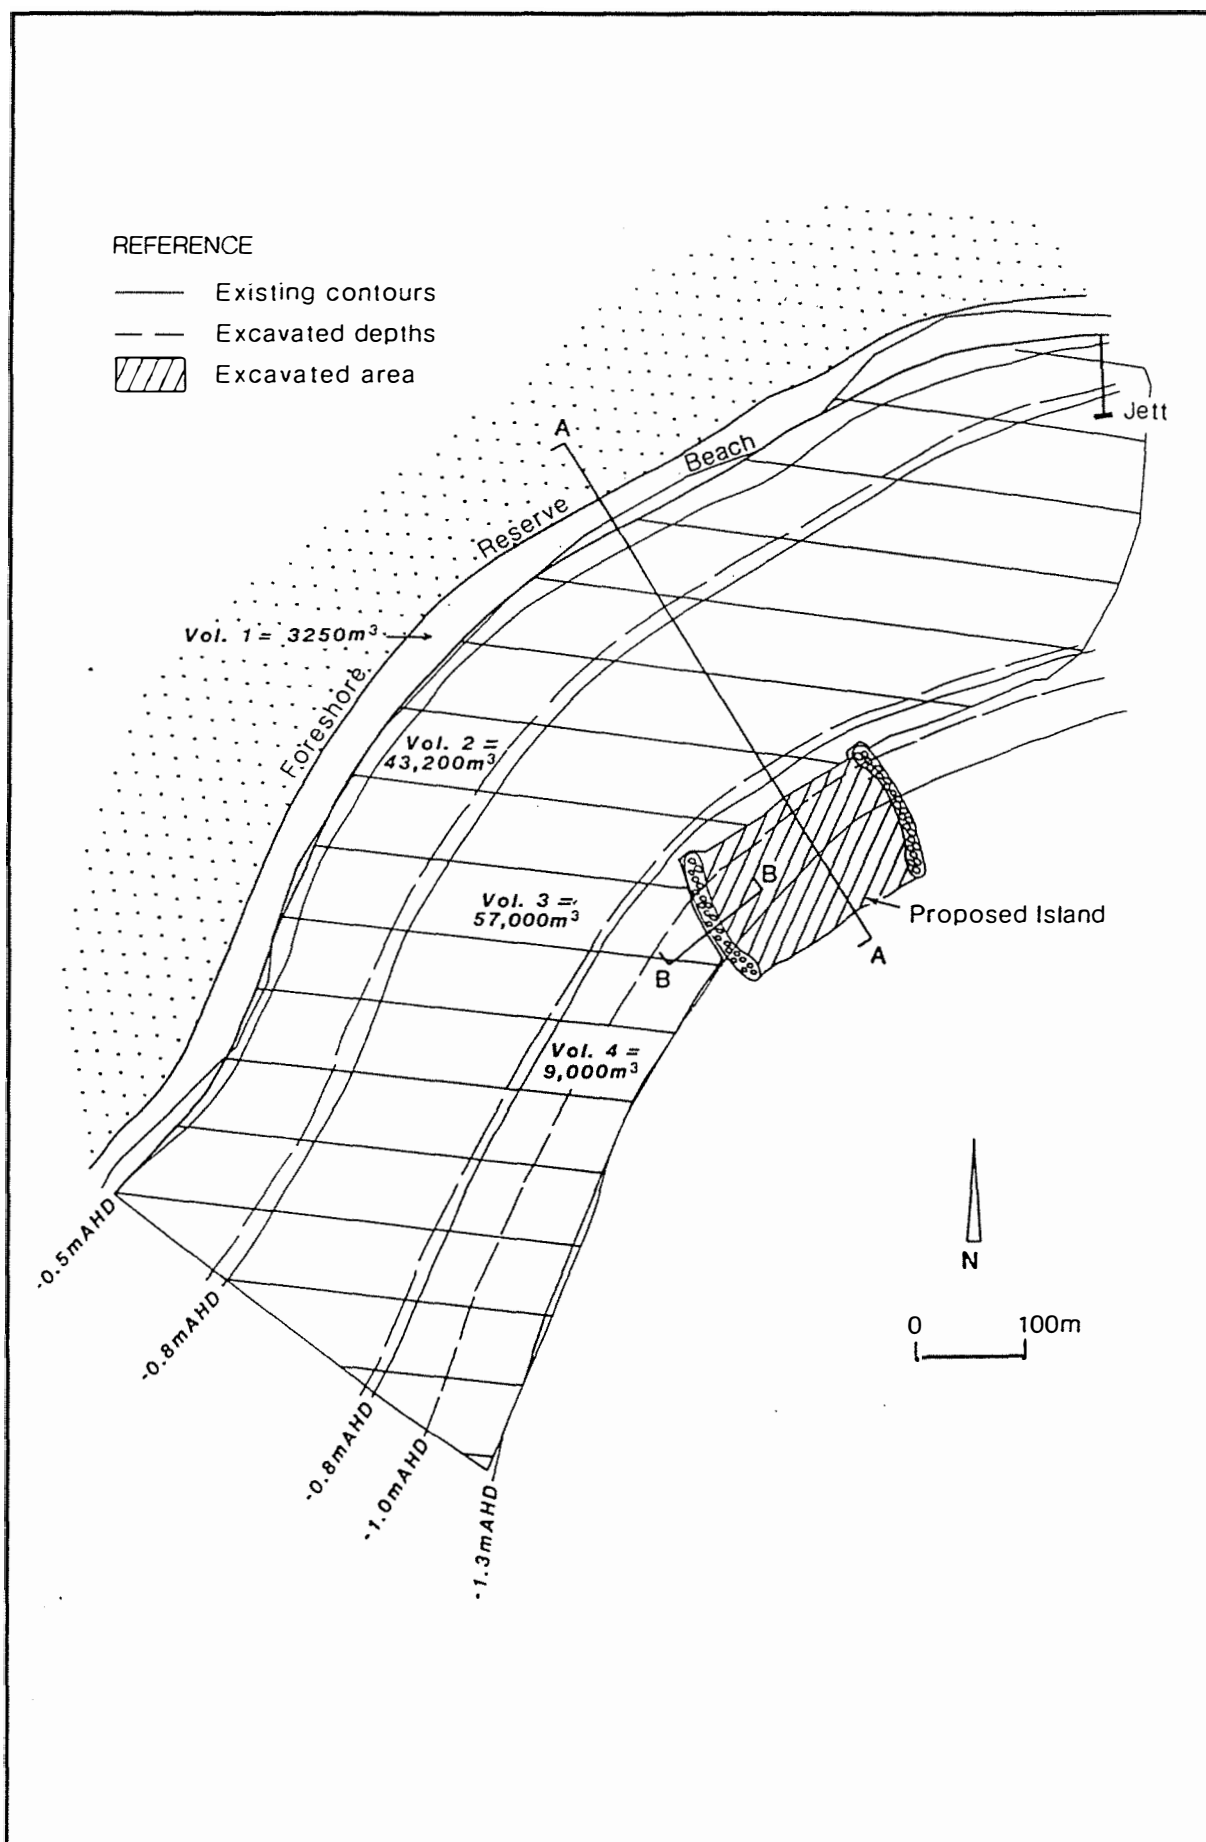 REFERENCE
Existing contours
Excavated depths
Excavated area
Jett
A
Beach
Reserve
Vol. 1 = 3250m³
Foreshore
Vol. 2 =
43,200m³
B
Vol. 3 =
57,000m³
Proposed Island
A
B
Vol. 4 =
9,000m³
-0.5mAHD
-0.8mAHD
-0.8mAHD
-1.0mAHD
-1.3mAHD
N
0 100m